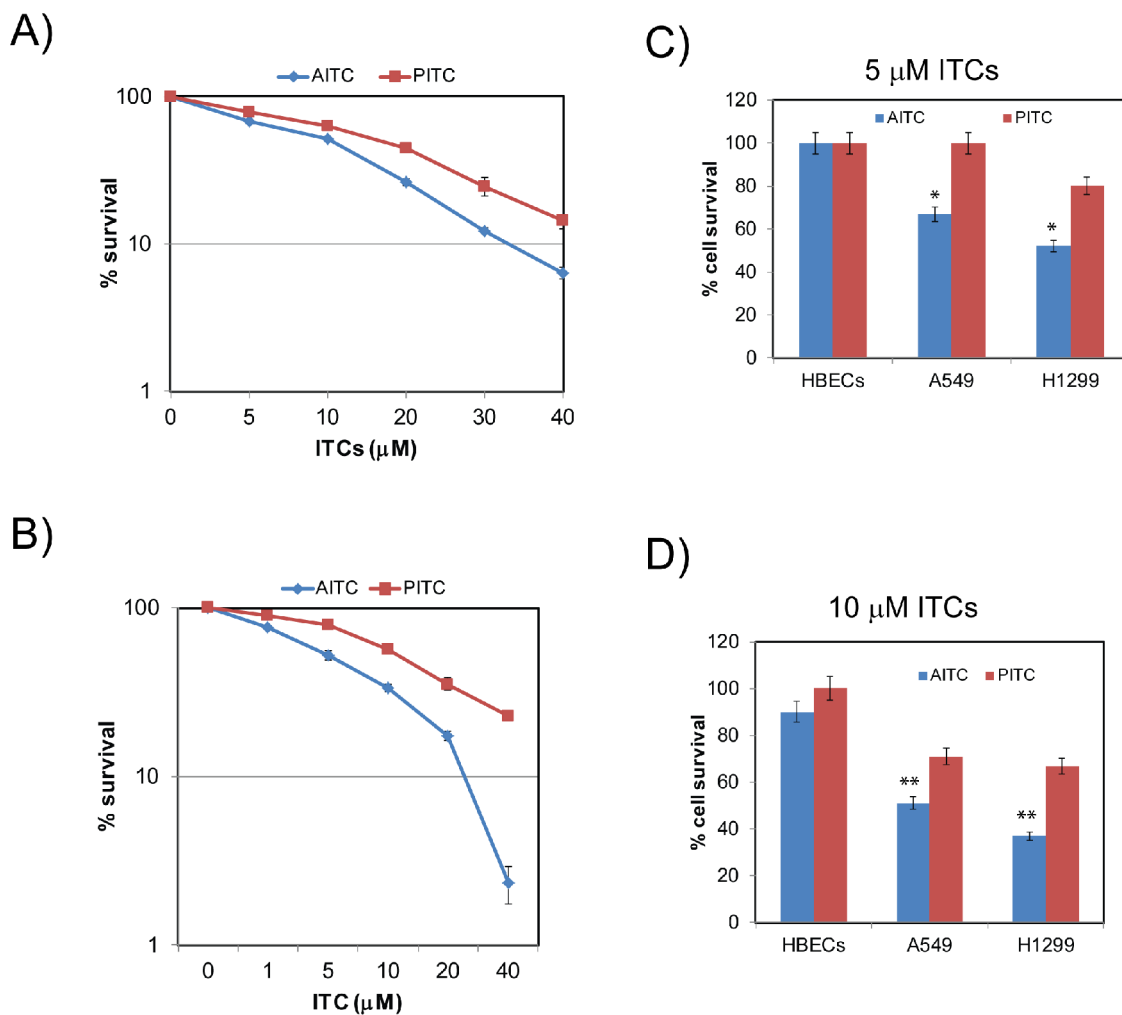 A)
AITC PITC
100
10
1
% survival
0 5 10 20 30 40
ITCs (μM)
B)
AITC PITC
100
10
1
% survival
0 1 5 10 20 40
ITC (μM)
C)
5 μM ITCs
120
100
80
60
40
20
0
% cell survival
AITC PITC
*
*
HBECs A549 H1299
D)
10 μM ITCs
120
100
80
60
40
20
0
% cell survival
AITC PITC
**
**
HBECs A549 H1299